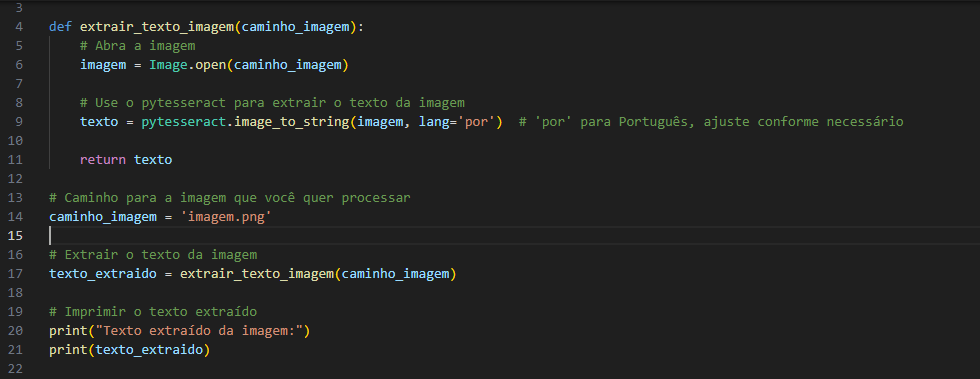 3
4 def extrair_texto_imagem(caminho_imagem):
5     # Abra a imagem
6     imagem = Image.open(caminho_imagem)
7
8     # Use o pytesseract para extrair o texto da imagem
9     texto = pytesseract.image_to_string(imagem, lang='por')  # 'por' para Português, ajuste conforme necessário
10
11     return texto
12
13 # Caminho para a imagem que você quer processar
14 caminho_imagem = 'imagem.png'
15
16 # Extrair o texto da imagem
17 texto_extraido = extrair_texto_imagem(caminho_imagem)
18
19 # Imprimir o texto extraído
20 print("Texto extraído da imagem:")
21 print(texto_extraido)
22